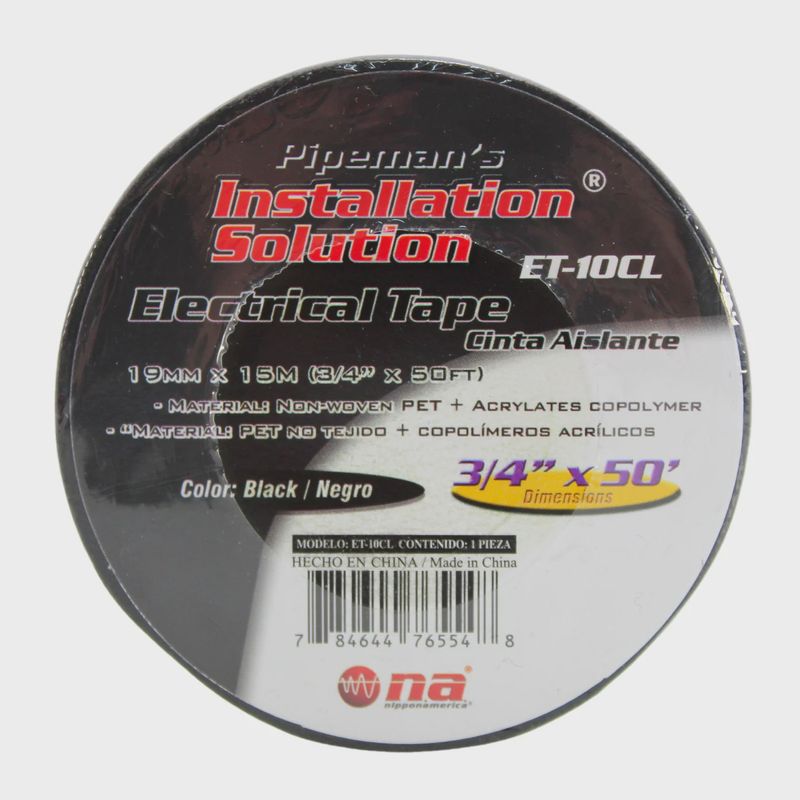 Pipeman's
Installation ®
Solution
ET-10CL
Electrical Tape
Cinta Aislante
19MM X 15M (3/4" X 50FT)
- MATERIAL: NON-WOVEN PET + ACRYLATES COPOLYMER
- "MATERIAL: PET NO TEJIDO + COPOLÍMEROS ACRÍLICOS
Color: Black / Negro
3/4" x 50'
Dimensions
MODELO: ET-10CL CONTENIDO: 1 PIEZA
HECHO EN CHINA / Made in China
7 84644 76554 8
na®
nipponamerica®